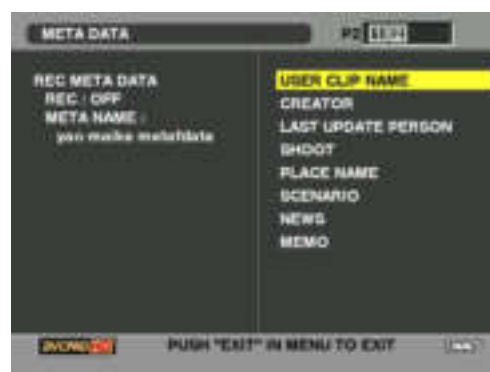 META DATA
P2
REC META DATA
REC : OFF
META NAME :
USER CLIP NAME
CREATOR
LAST UPDATE PERSON
SHOOT
PLACE NAME
SCENARIO
NEWS
MEMO
PUSH "EXIT" IN MENU TO EXIT